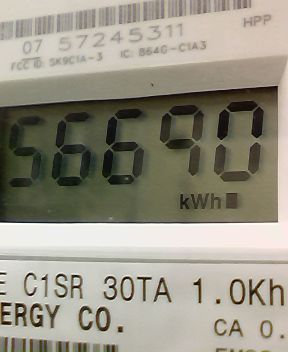 HPP
07 57245311
FCC ID: SK9C1A-3 IC: 864G-C1A3
56690
kWh
E C1SR 30TA 1.0Kh
ERGY CO.
CA 0.